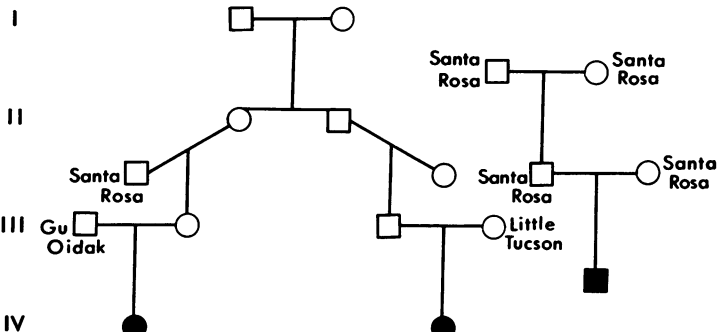 I
Santa
Rosa
Santa
Rosa
II
Santa
Rosa
Santa
Rosa
Santa
Rosa
III
Gu
Oidak
Little
Tucson
IV